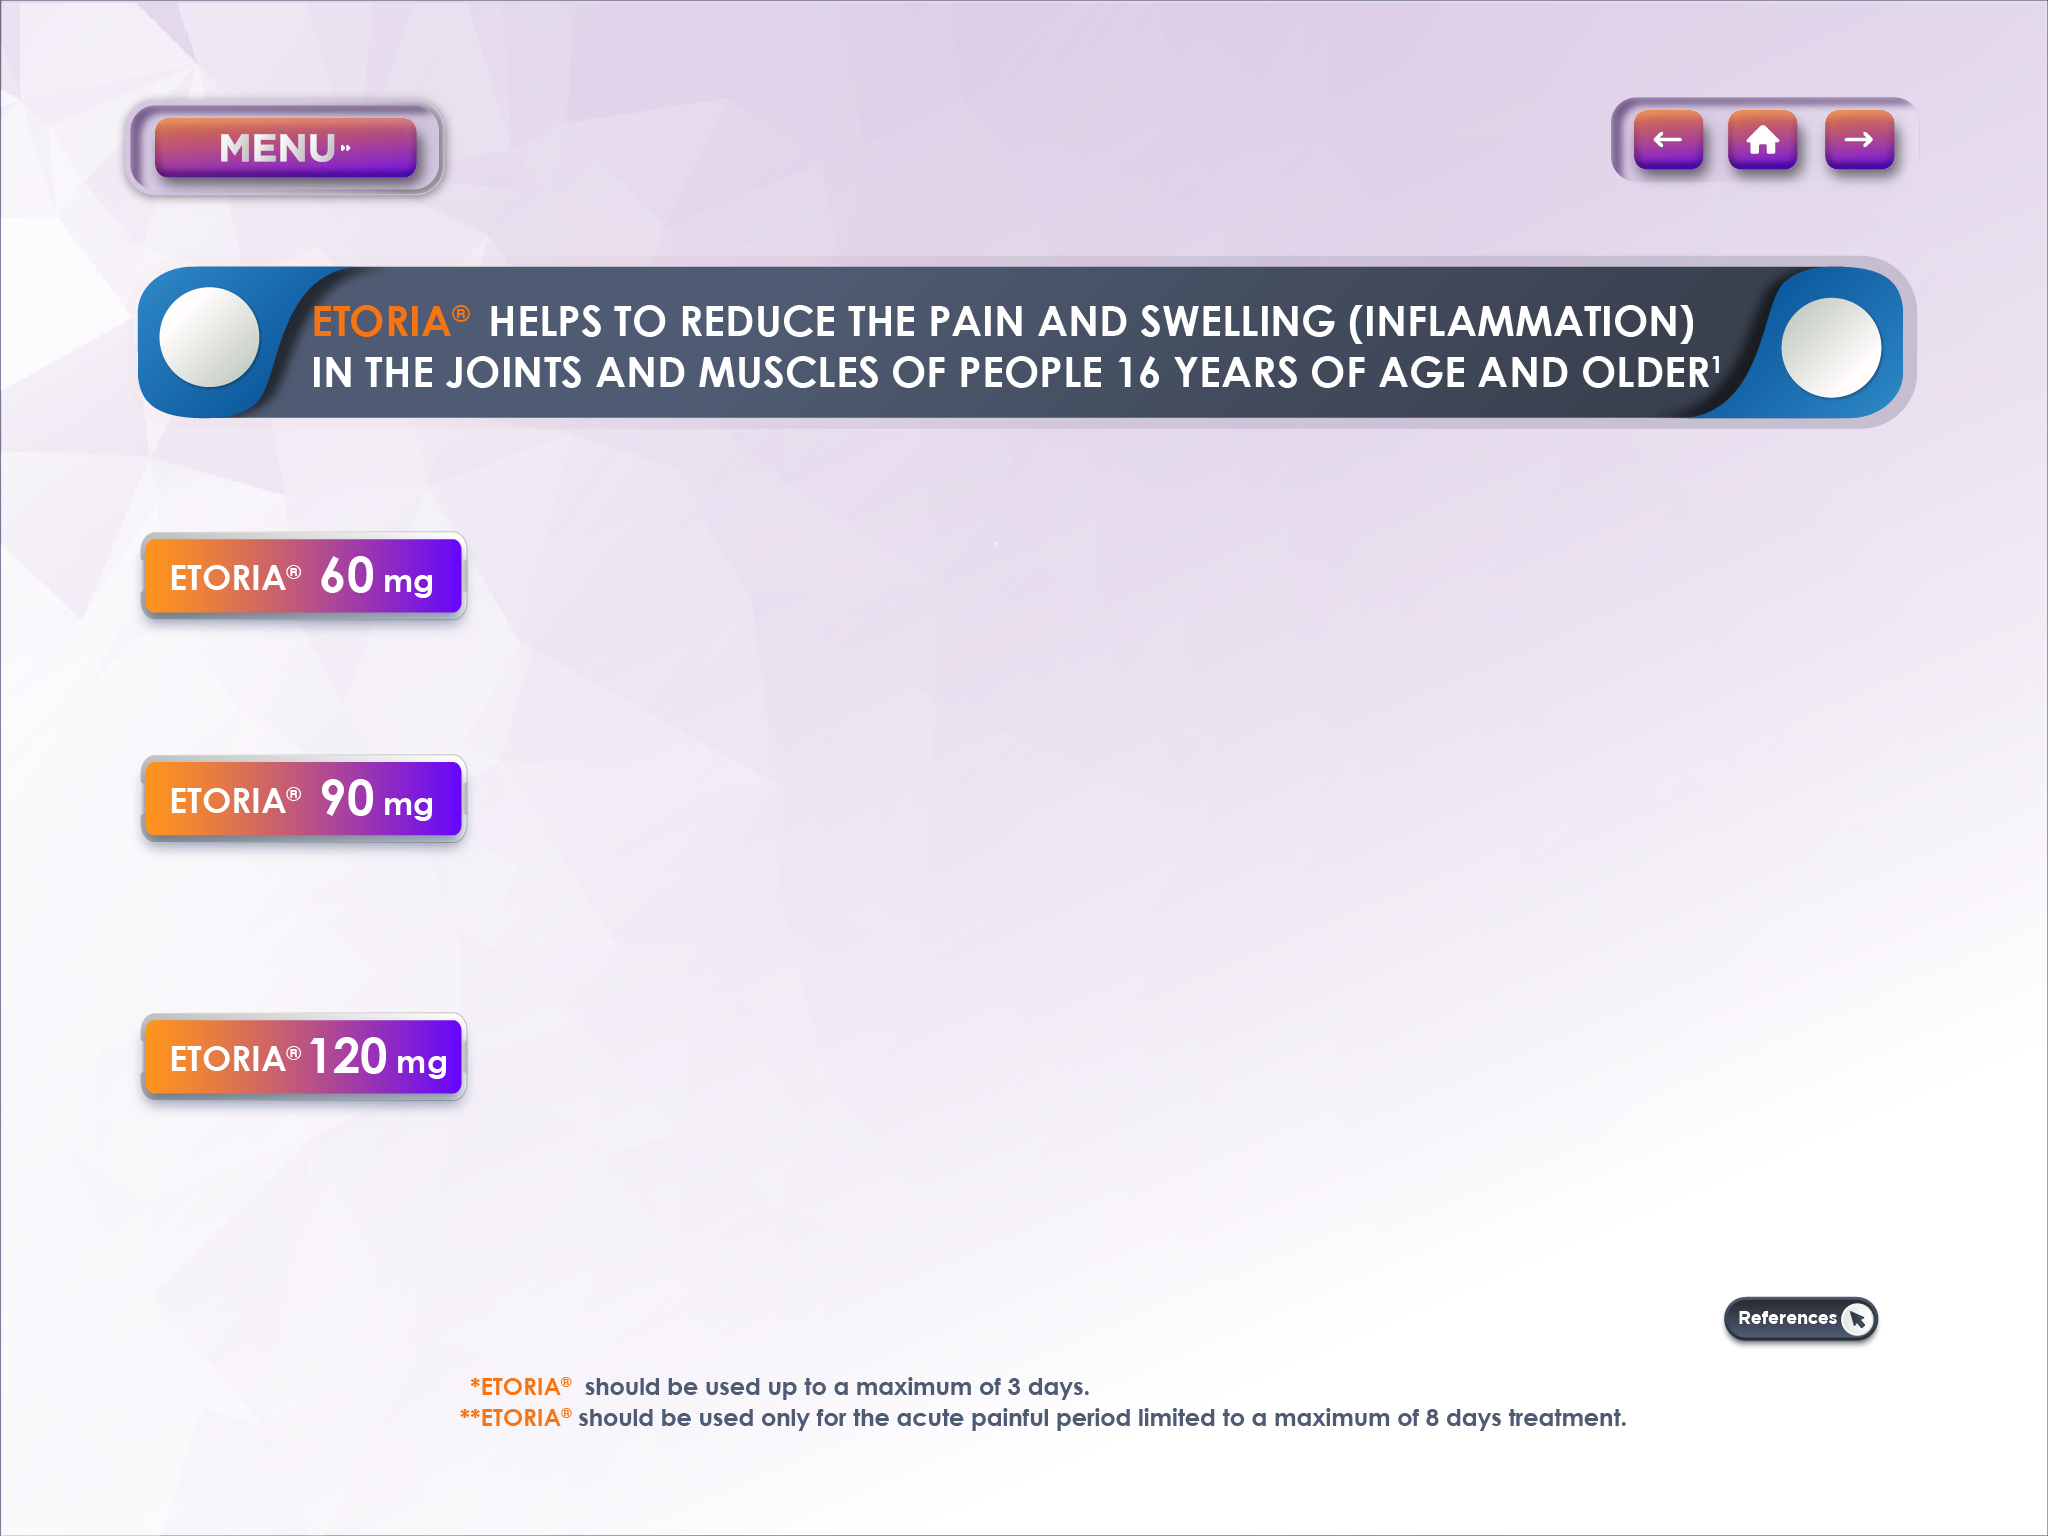 MENU
ETORIA® HELPS TO REDUCE THE PAIN AND SWELLING (INFLAMMATION)
IN THE JOINTS AND MUSCLES OF PEOPLE 16 YEARS OF AGE AND OLDER¹
ETORIA® 60 mg
ETORIA® 90 mg
ETORIA® 120 mg
References
*ETORIA® should be used up to a maximum of 3 days.
**ETORIA® should be used only for the acute painful period limited to a maximum of 8 days treatment.